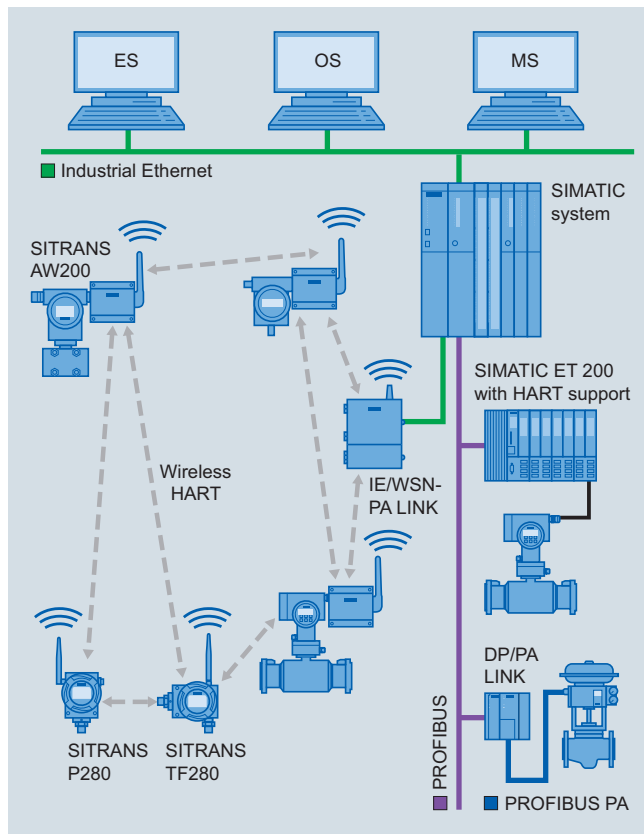 ES
OS
MS
Industrial Ethernet
SIMATIC
system
SITRANS
AW200
SIMATIC ET 200
with HART support
Wireless
HART
IE/WSN-
PA LINK
DP/PA
LINK
SITRANS
P280
SITRANS
TF280
PROFIBUS
PROFIBUS PA